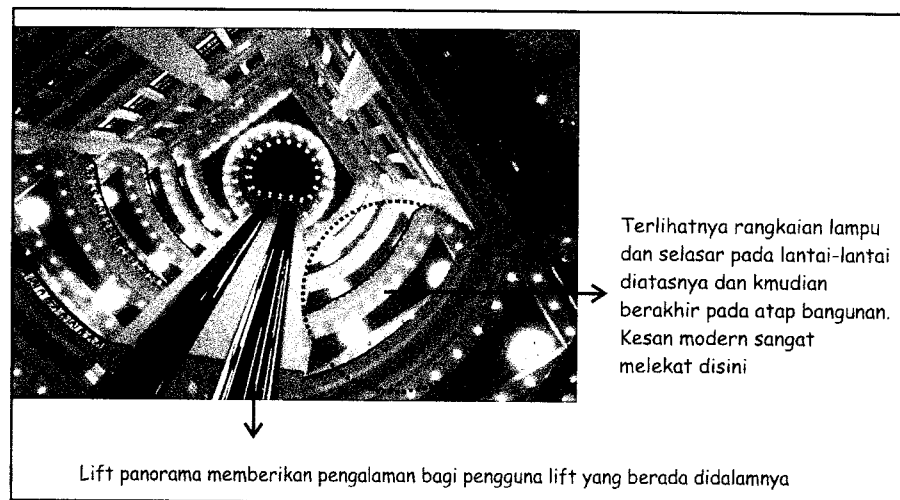 Terlihatnya rangkaian lampu
dan selasar pada lantai-lantai
diatasnya dan kmudian
berakhir pada atap bangunan.
Kesan modern sangat
melekat disini
Lift panorama memberikan pengalaman bagi pengguna lift yang berada didalamnya